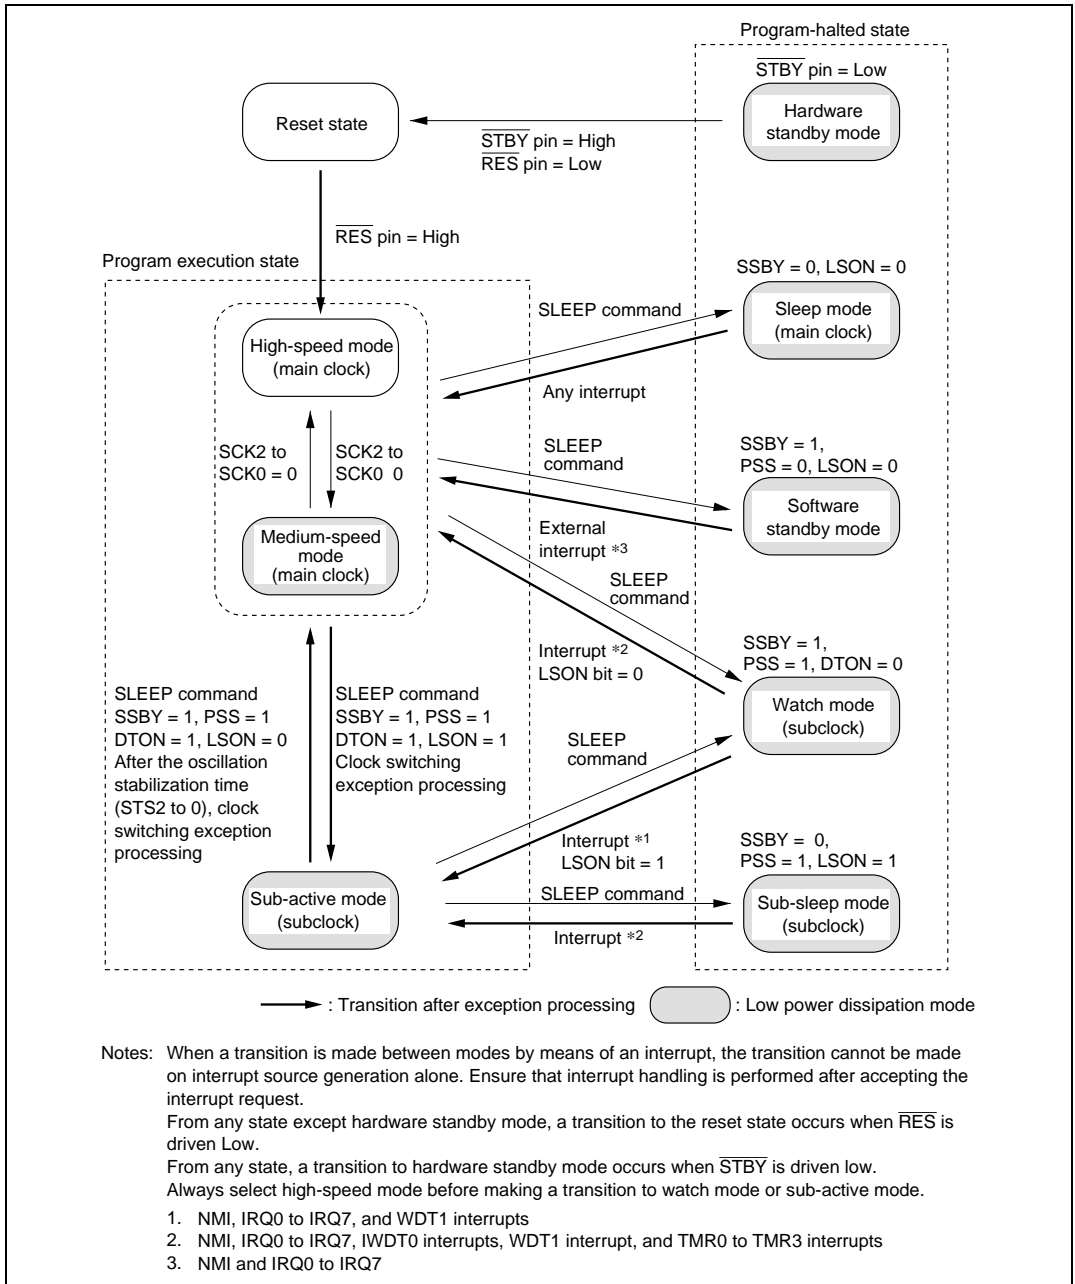 Program-halted state
STBY pin = Low
Hardware
standby mode
Reset state
STBY pin = High
RES pin = Low
RES pin = High
Program execution state
SSBY = 0, LSON = 0
SLEEP command
Sleep mode
(main clock)
High-speed mode
(main clock)
Any interrupt
SCK2 to
SCK0 = 0
SCK2 to
SCK0 0
SLEEP
command
SSBY = 1,
PSS = 0, LSON = 0
Software
standby mode
Medium-speed
mode
(main clock)
External
interrupt *3
SLEEP
command
Interrupt *2
LSON bit = 0
SSBY = 1,
PSS = 1, DTON = 0
Watch mode
(subclock)
SLEEP command
SSBY = 1, PSS = 1
DTON = 1, LSON = 0
After the oscillation
stabilization time
(STS2 to 0), clock
switching exception
processing
SLEEP command
SSBY = 1, PSS = 1
DTON = 1, LSON = 1
Clock switching
exception processing
SLEEP
command
Interrupt *1
LSON bit = 1
SSBY = 0,
PSS = 1, LSON = 1
Sub-active mode
(subclock)
SLEEP command
Sub-sleep mode
(subclock)
Interrupt *2
: Transition after exception processing
: Low power dissipation mode
Notes: When a transition is made between modes by means of an interrupt, the transition cannot be made
on interrupt source generation alone. Ensure that interrupt handling is performed after accepting the
interrupt request.
From any state except hardware standby mode, a transition to the reset state occurs when RES is
driven Low.
From any state, a transition to hardware standby mode occurs when STBY is driven low.
Always select high-speed mode before making a transition to watch mode or sub-active mode.
1. NMI, IRQ0 to IRQ7, and WDT1 interrupts
2. NMI, IRQ0 to IRQ7, IWDT0 interrupts, WDT1 interrupt, and TMR0 to TMR3 interrupts
3. NMI and IRQ0 to IRQ7